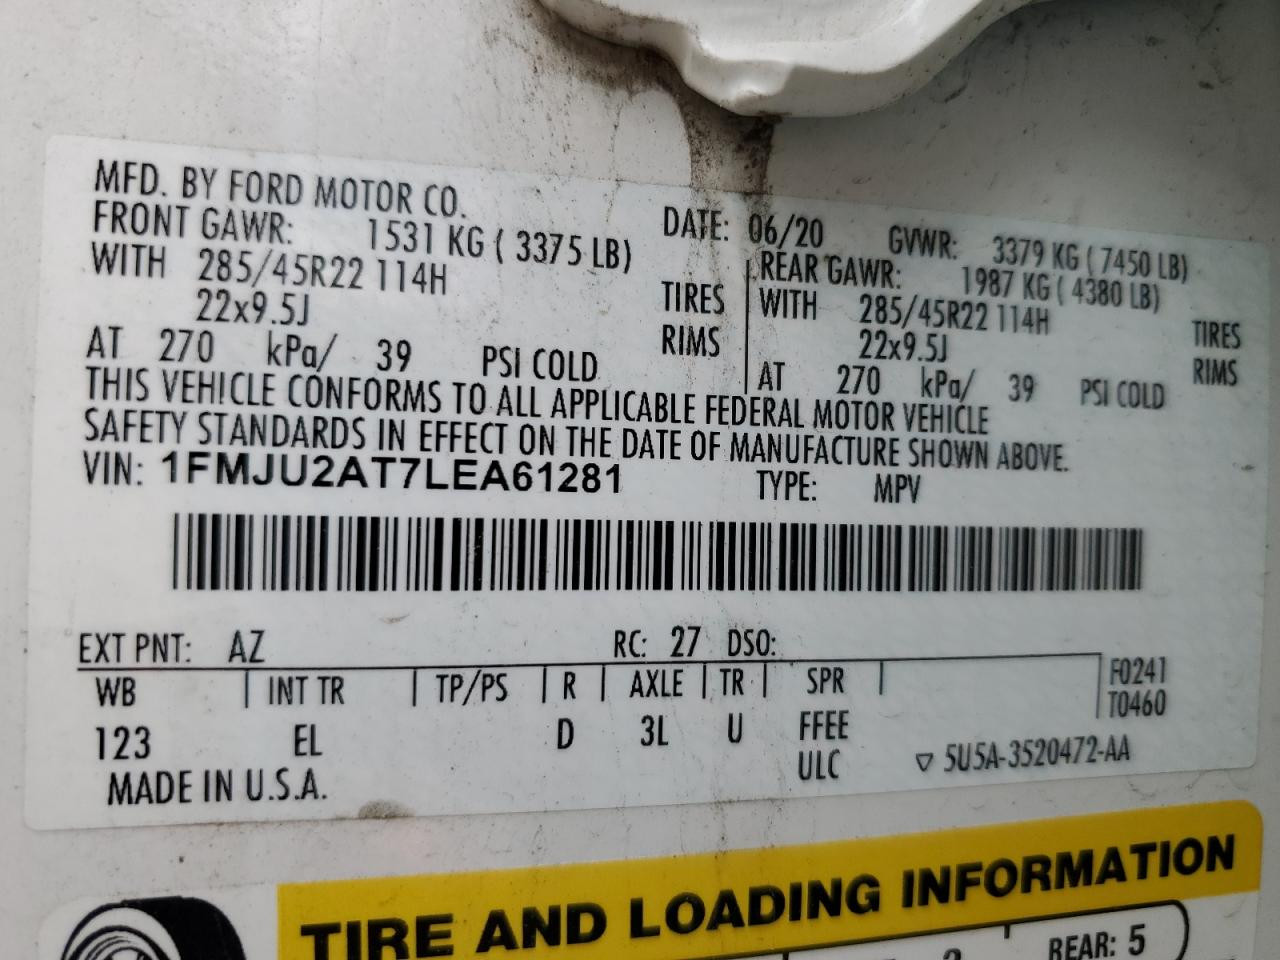 MFD. BY FORD MOTOR CO. DATE: 06/20 GVWR: 3379 KG ( 7450 LB)
FRONT GAWR: 1531 KG ( 3375 LB) REAR GAWR: 1987 KG ( 4380 LB)
WITH 285/45R22 114H TIRES WITH 285/45R22 114H TIRES
22x9.5J RIMS 22x9.5J RIMS
AT 270 kPa/ 39 PSI COLD AT 270 kPa/ 39 PSI COLD
THIS VEHICLE CONFORMS TO ALL APPLICABLE FEDERAL MOTOR VEHICLE
SAFETY STANDARDS IN EFFECT ON THE DATE OF MANUFACTURE SHOWN ABOVE.
VIN: 1FMJU2AT7LEA61281 TYPE: MPV
EXT PNT: AZ RC: 27 DSO:
WB INT TR TP/PS R AXLE TR SPR F0241
T0460
123 EL D 3L U FFEE
ULC ▽ 5U5A-3520472-AA
MADE IN U.S.A.
TIRE AND LOADING INFORMATION
REAR: 5